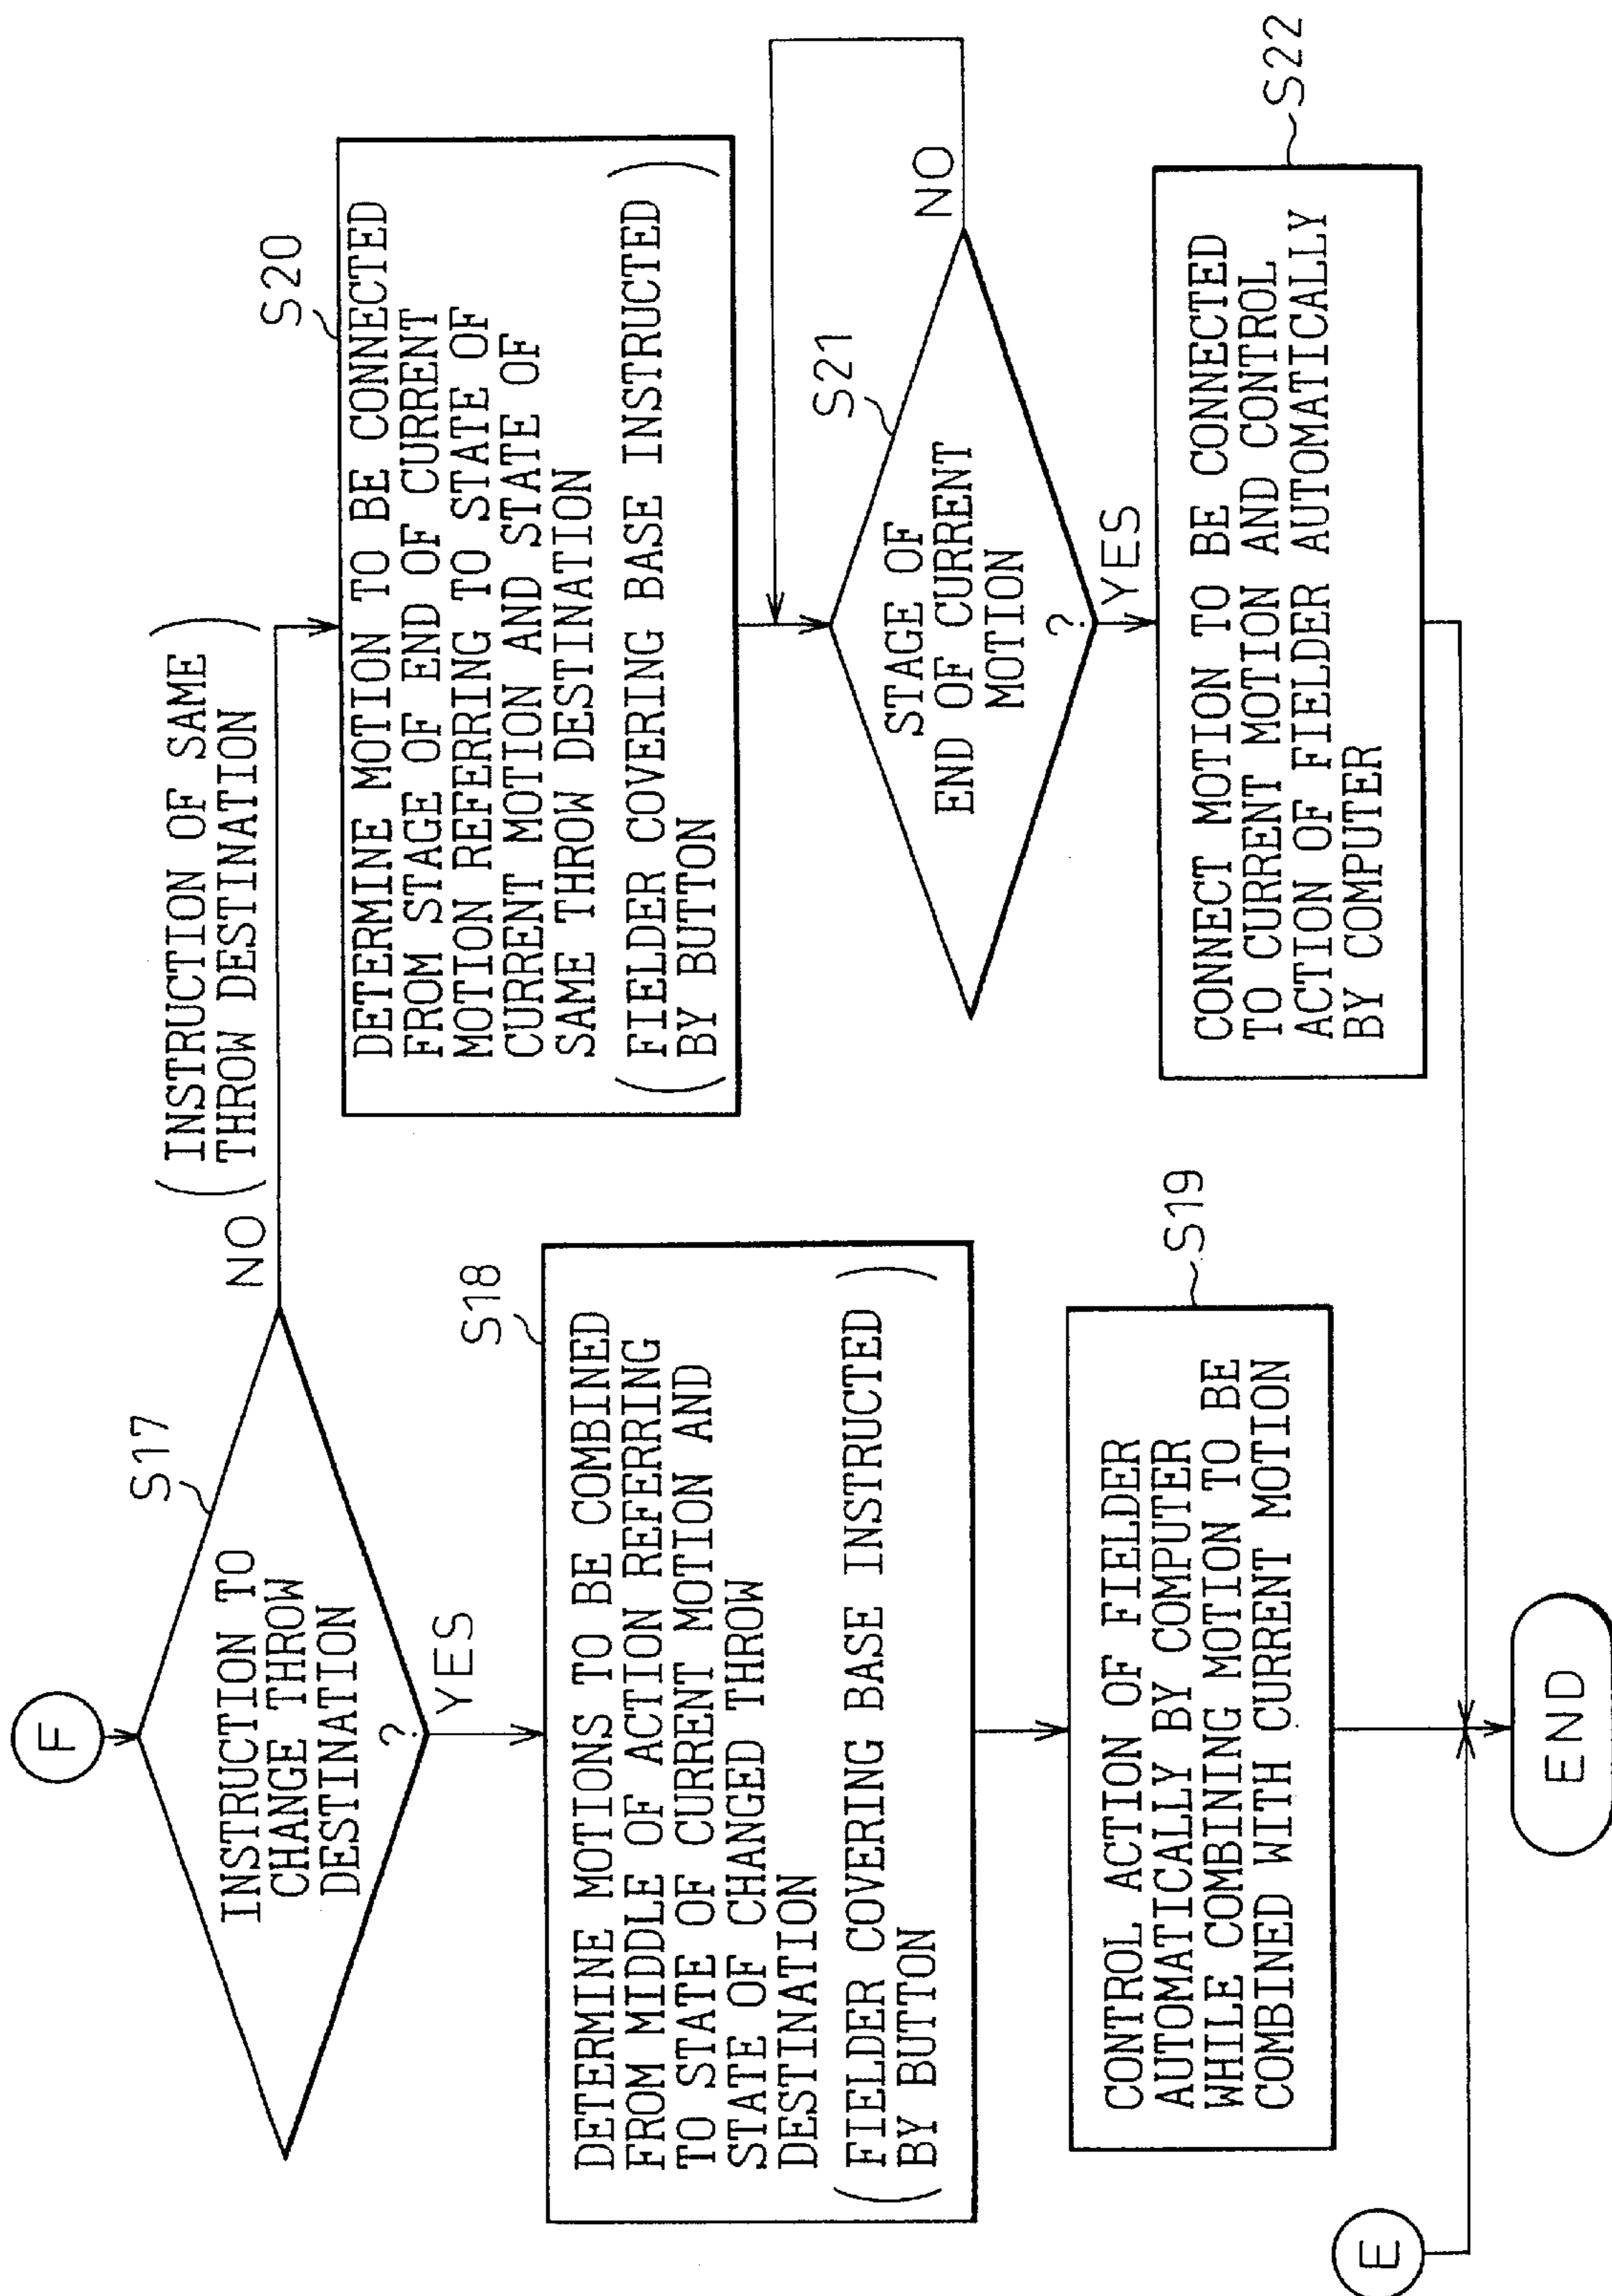 F
S17
INSTRUCTION TO
CHANGE THROW
DESTINATION
?
YES
NO
(INSTRUCTION OF SAME
THROW DESTINATION)
S18
DETERMINE MOTIONS TO BE COMBINED
FROM MIDDLE OF ACTION REFERRING
TO STATE OF CURRENT MOTION AND
STATE OF CHANGED THROW
DESTINATION
(FIELDER COVERING BASE INSTRUCTED
BY BUTTON)
S19
CONTROL ACTION OF FIELDER
AUTOMATICALLY BY COMPUTER
WHILE COMBINING MOTION TO BE
COMBINED WITH CURRENT MOTION
S20
DETERMINE MOTION TO BE CONNECTED
FROM STAGE OF END OF CURRENT
MOTION REFERRING TO STATE OF
CURRENT MOTION AND STATE OF
SAME THROW DESTINATION
(FIELDER COVERING BASE INSTRUCTED
BY BUTTON)
S21
STAGE OF
END OF CURRENT
MOTION
?
NO
YES
S22
CONNECT MOTION TO BE CONNECTED
TO CURRENT MOTION AND CONTROL
ACTION OF FIELDER AUTOMATICALLY
BY COMPUTER
E
END